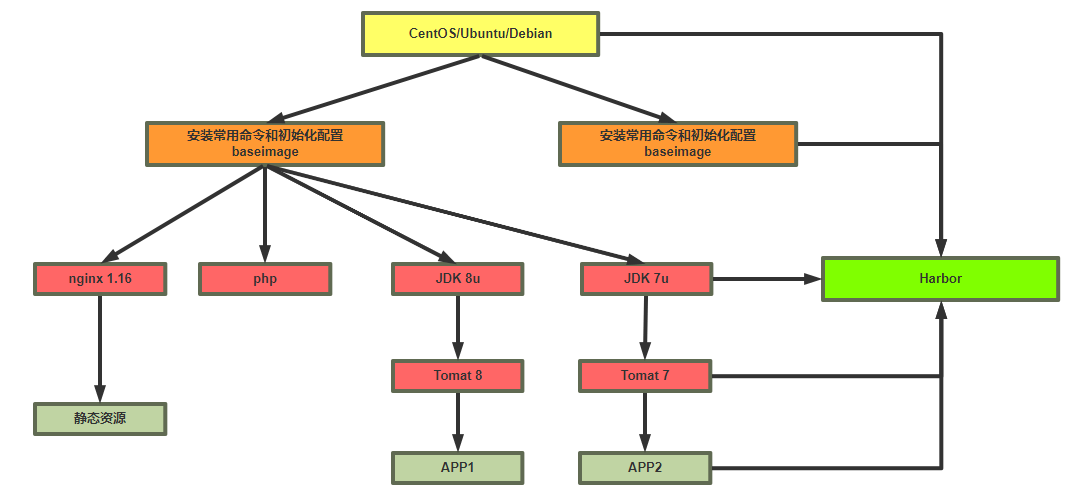 CentOS/Ubuntu/Debian
安装常用命令和初始化配置
baseimage
安装常用命令和初始化配置
baseimage
nginx 1.16
php
JDK 8u
JDK 7u
Harbor
Tomat 8
Tomat 7
静态资源
APP1
APP2